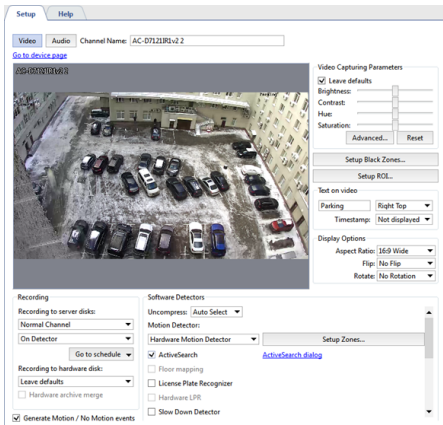 Setup Help
Video Audio Channel Name: AC-D7121IR1v2 2
Go to device page
AC-D7121IR1v2 2
Video Capturing Parameters
Leave defaults
Brightness:
Contrast:
Hue:
Saturation:
Advanced... Reset
Setup Black Zones...
Setup ROI...
Text on video
Parking Right Top
Timestamp: Not displayed
Display Options
Aspect Ratio: 16:9 Wide
Flip: No Flip
Rotate: No Rotation
Recording
Recording to server disks:
Normal Channel
On Detector
Go to schedule
Recording to hardware disk:
Leave defaults
Hardware archive merge
Generate Motion / No Motion events
Software Detectors
Uncompress: Auto Select
Motion Detector:
Hardware Motion Detector Setup Zones...
ActiveSearch ActiveSearch dialog
Floor mapping
License Plate Recognizer
Hardware LPR
Slow Down Detector